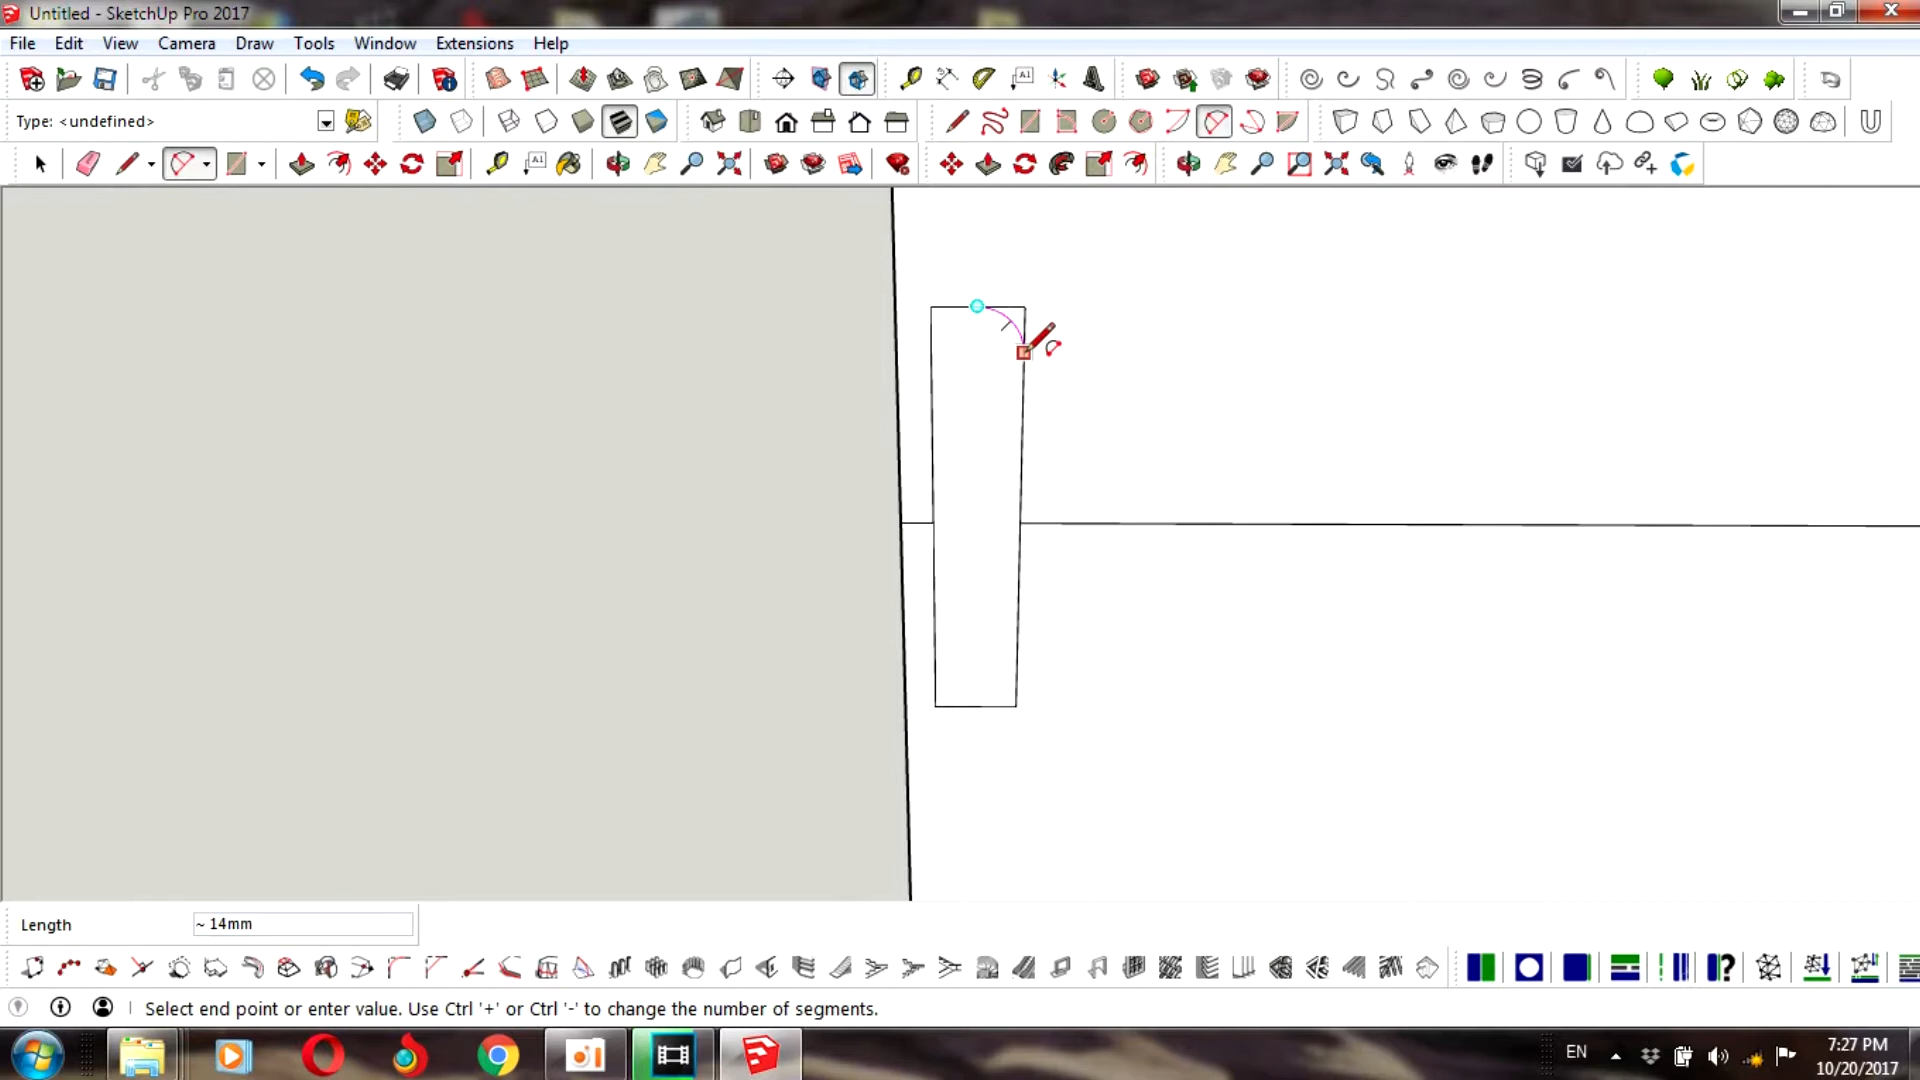 Untitled - SketchUp Pro 2017
File Edit View Camera Draw Tools Window Extensions Help
Type: <undefined>
Length ~ 14mm
Select end point or enter value. Use Ctrl '+' or Ctrl '-' to change the number of segments.
EN
7:27 PM
10/20/2017